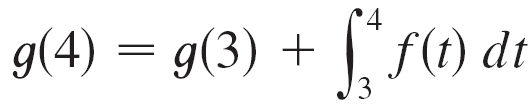 g(4) = g(3) + ∫₃⁴ f(t) dt